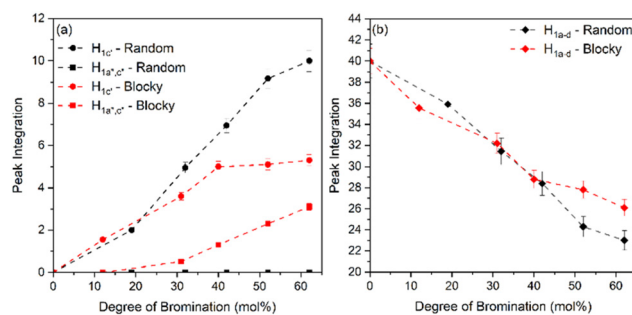 (a)
H1c' - Random
H1a*,c* - Random
H1c' - Blocky
H1a*,c* - Blocky
Peak Integration
12
10
8
6
4
2
0
0 10 20 30 40 50 60
Degree of Bromination (mol%)
(b)
H1a-d - Random
H1a-d - Blocky
Peak Integration
44
42
40
38
36
34
32
30
28
26
24
22
20
0 10 20 30 40 50 60
Degree of Bromination (mol%)